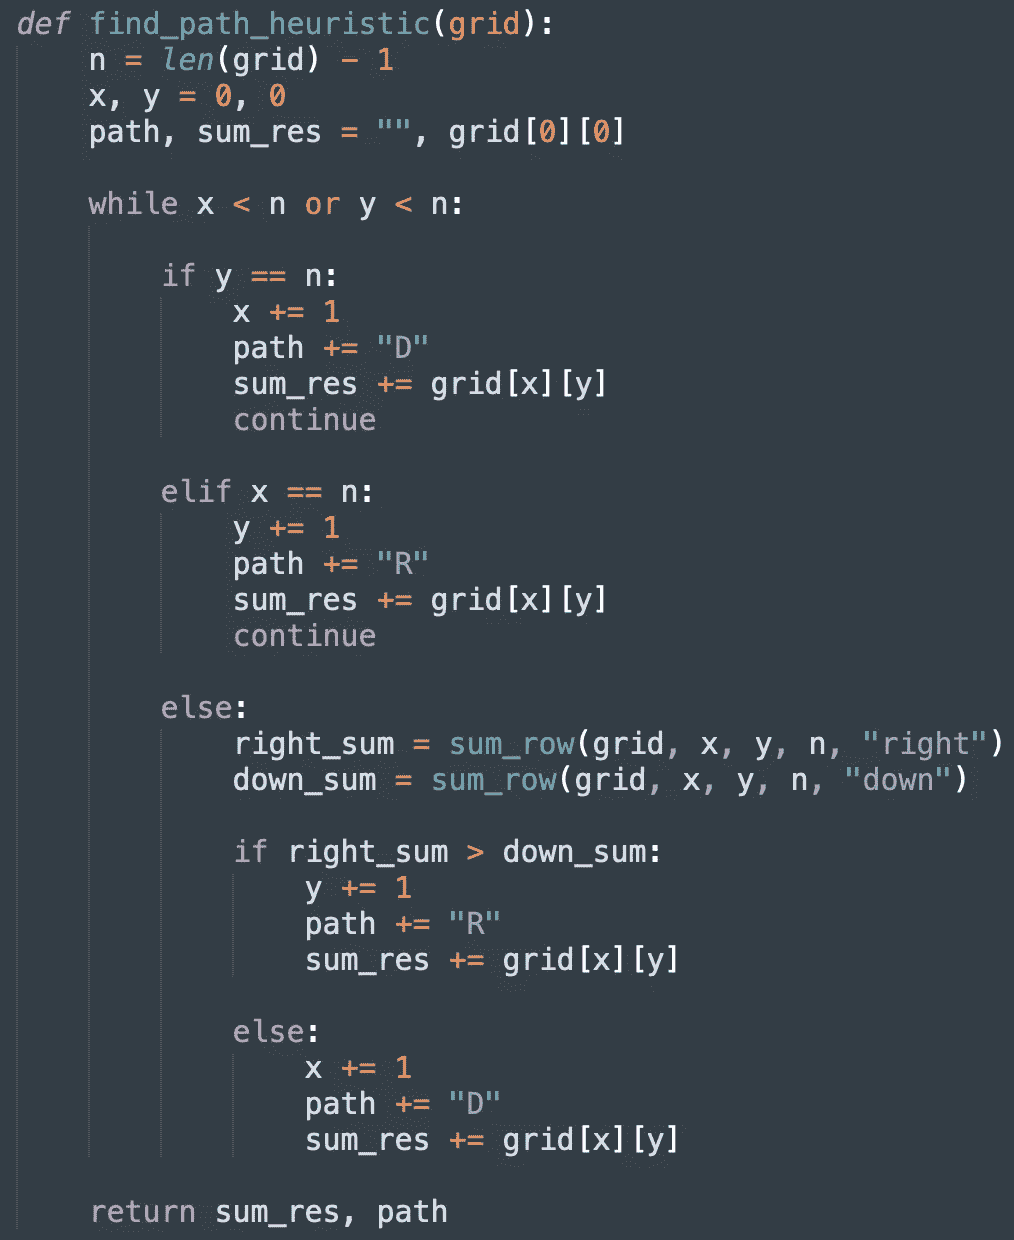 def find_path_heuristic(grid):
    n = len(grid) - 1
    x, y = 0, 0
    path, sum_res = "", grid[0][0]

    while x < n or y < n:

        if y == n:
            x += 1
            path += "D"
            sum_res += grid[x][y]
            continue

        elif x == n:
            y += 1
            path += "R"
            sum_res += grid[x][y]
            continue

        else:
            right_sum = sum_row(grid, x, y, n, "right")
            down_sum = sum_row(grid, x, y, n, "down")

            if right_sum > down_sum:
                y += 1
                path += "R"
                sum_res += grid[x][y]

            else:
                x += 1
                path += "D"
                sum_res += grid[x][y]

    return sum_res, path